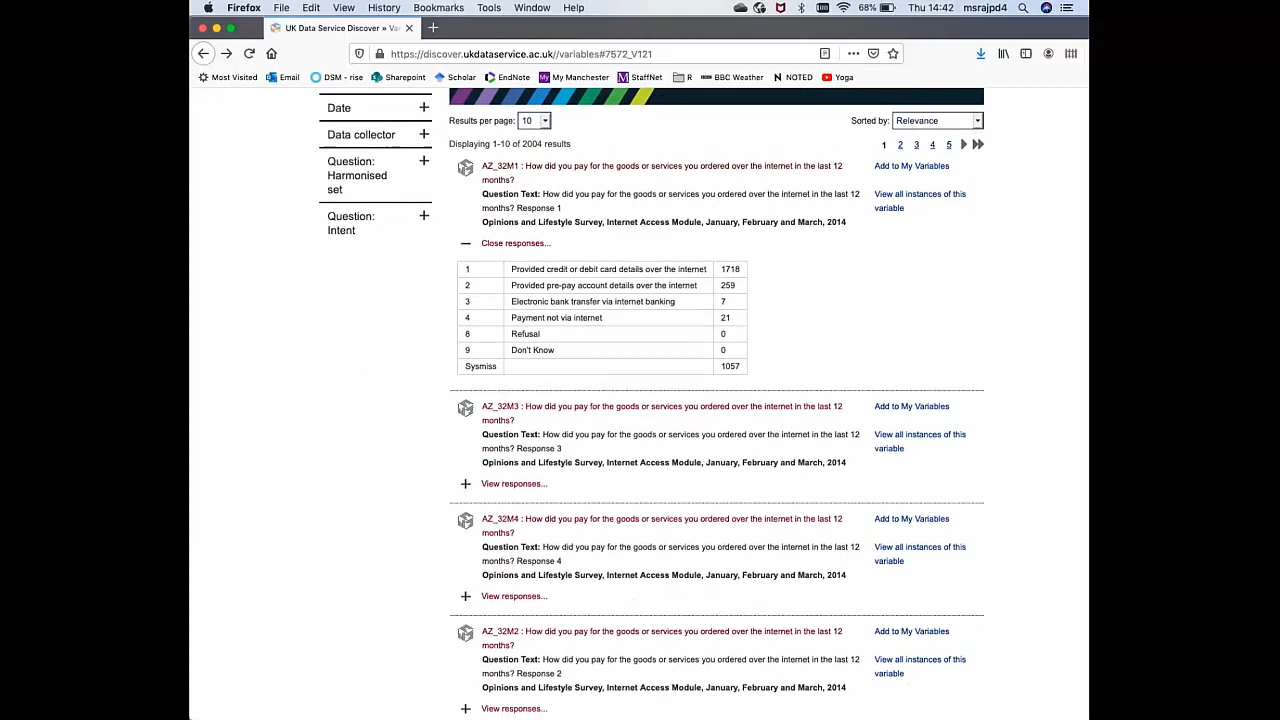 Firefox File Edit View History Bookmarks Tools Window Help 68% Thu 14:42 msrajpd4
UK Data Service Discover » Va
https://discover.ukdataservice.ac.uk//variables#7572_V121
Most Visited Email DSM - rise Sharepoint Scholar EndNote My Manchester StaffNet R BBC Weather NOTED Yoga
Date +
Data collector +
Question: +
Harmonised
set
Question: +
Intent
Results per page: 10 Sorted by: Relevance
Displaying 1-10 of 2004 results 1 2 3 4 5
AZ_32M1 : How did you pay for the goods or services you ordered over the internet in the last 12 Add to My Variables
months?
Question Text: How did you pay for the goods or services you ordered over the internet in the last 12 View all instances of this
months? Response 1 variable
Opinions and Lifestyle Survey, Internet Access Module, January, February and March, 2014
Close responses...
1 Provided credit or debit card details over the internet 1718
2 Provided pre-pay account details over the internet 259
3 Electronic bank transfer via internet banking 7
4 Payment not via internet 21
8 Refusal 0
9 Don't Know 0
Sysmiss 1057
AZ_32M3 : How did you pay for the goods or services you ordered over the internet in the last 12 Add to My Variables
months?
Question Text: How did you pay for the goods or services you ordered over the internet in the last 12 View all instances of this
months? Response 3 variable
Opinions and Lifestyle Survey, Internet Access Module, January, February and March, 2014
+ View responses...
AZ_32M4 : How did you pay for the goods or services you ordered over the internet in the last 12 Add to My Variables
months?
Question Text: How did you pay for the goods or services you ordered over the internet in the last 12 View all instances of this
months? Response 4 variable
Opinions and Lifestyle Survey, Internet Access Module, January, February and March, 2014
+ View responses...
AZ_32M2 : How did you pay for the goods or services you ordered over the internet in the last 12 Add to My Variables
months?
Question Text: How did you pay for the goods or services you ordered over the internet in the last 12 View all instances of this
months? Response 2 variable
Opinions and Lifestyle Survey, Internet Access Module, January, February and March, 2014
+ View responses...